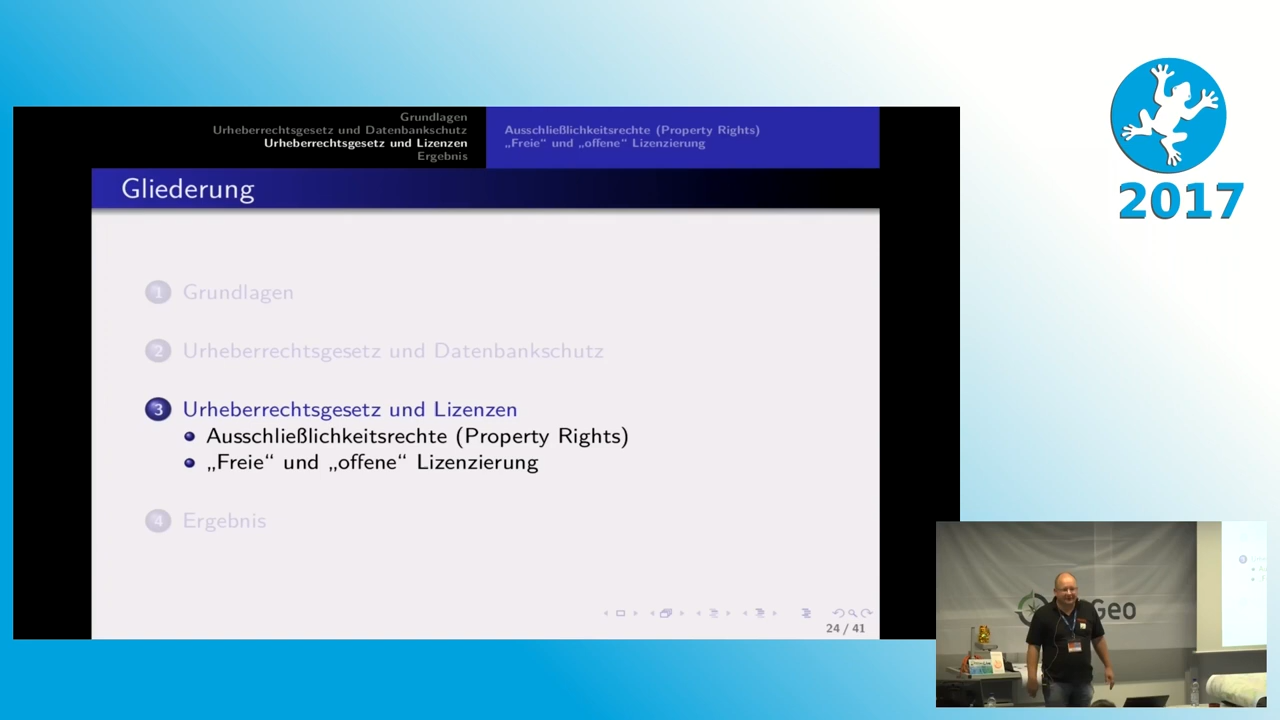 Grundlagen
Urheberrechtsgesetz und Datenbankschutz
Urheberrechtsgesetz und Lizenzen
Ergebnis
Ausschließlichkeitsrechte (Property Rights)
„Freie“ und „offene“ Lizenzierung
Gliederung
1 Grundlagen
2 Urheberrechtsgesetz und Datenbankschutz
3 Urheberrechtsgesetz und Lizenzen
Ausschließlichkeitsrechte (Property Rights)
„Freie“ und „offene“ Lizenzierung
4 Ergebnis
24 / 41
2017
Geo